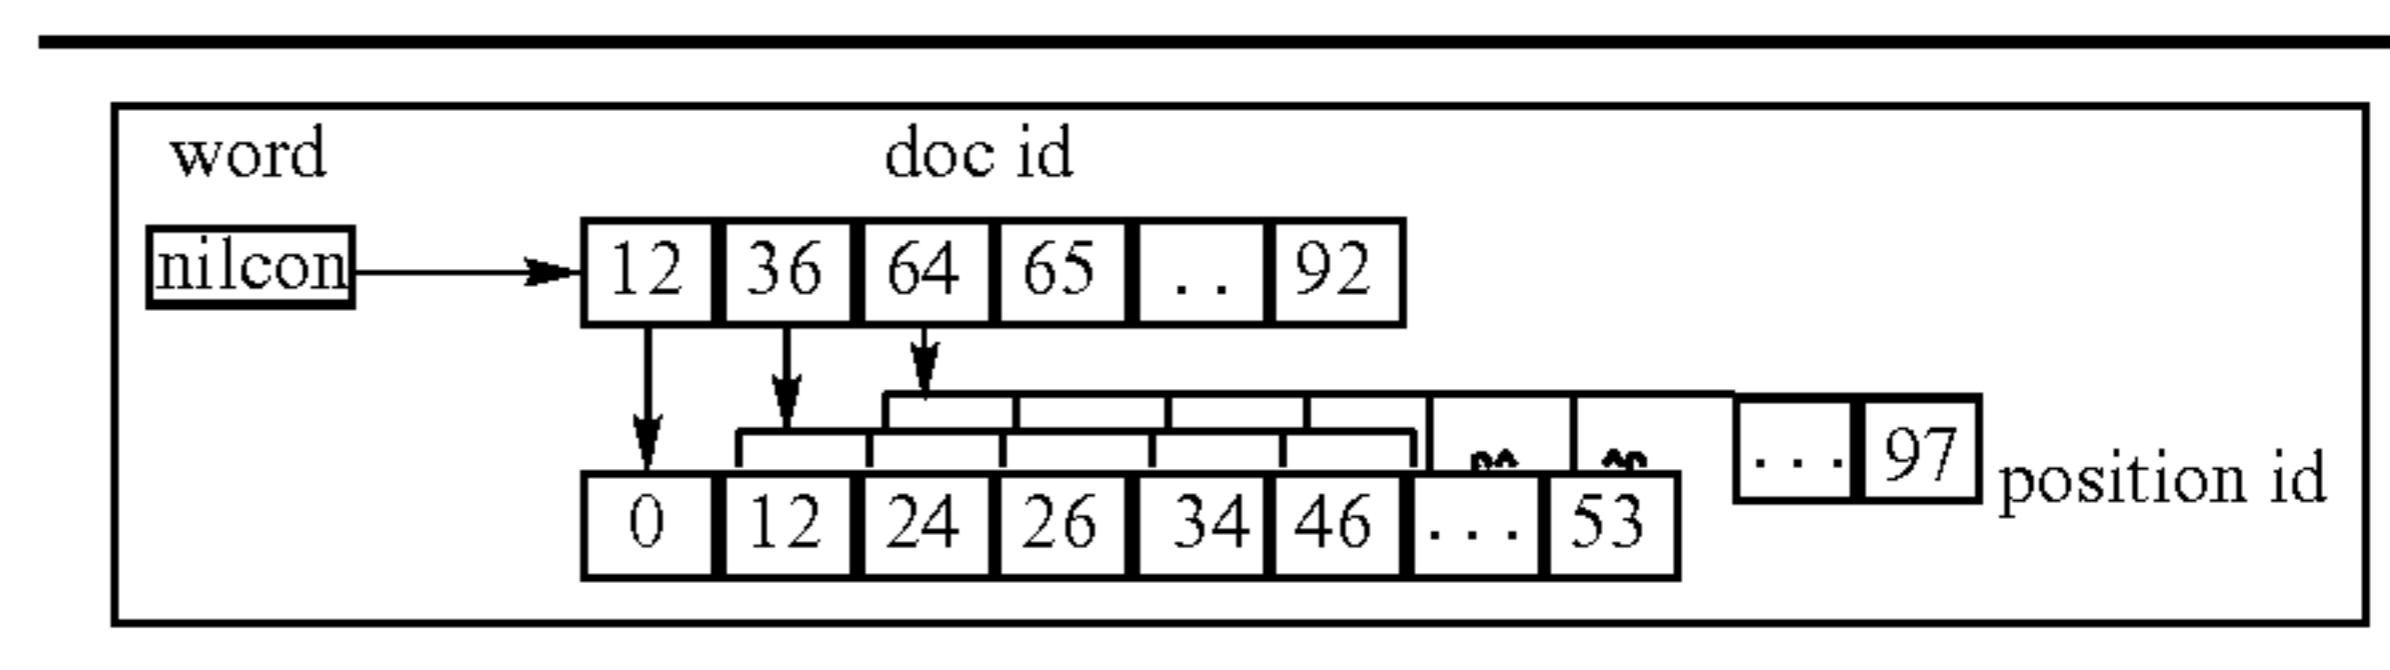 word doc id
nilcon 12 36 64 65 . . 92
. . . 97 position id
0 12 24 26 34 46 . . . 53